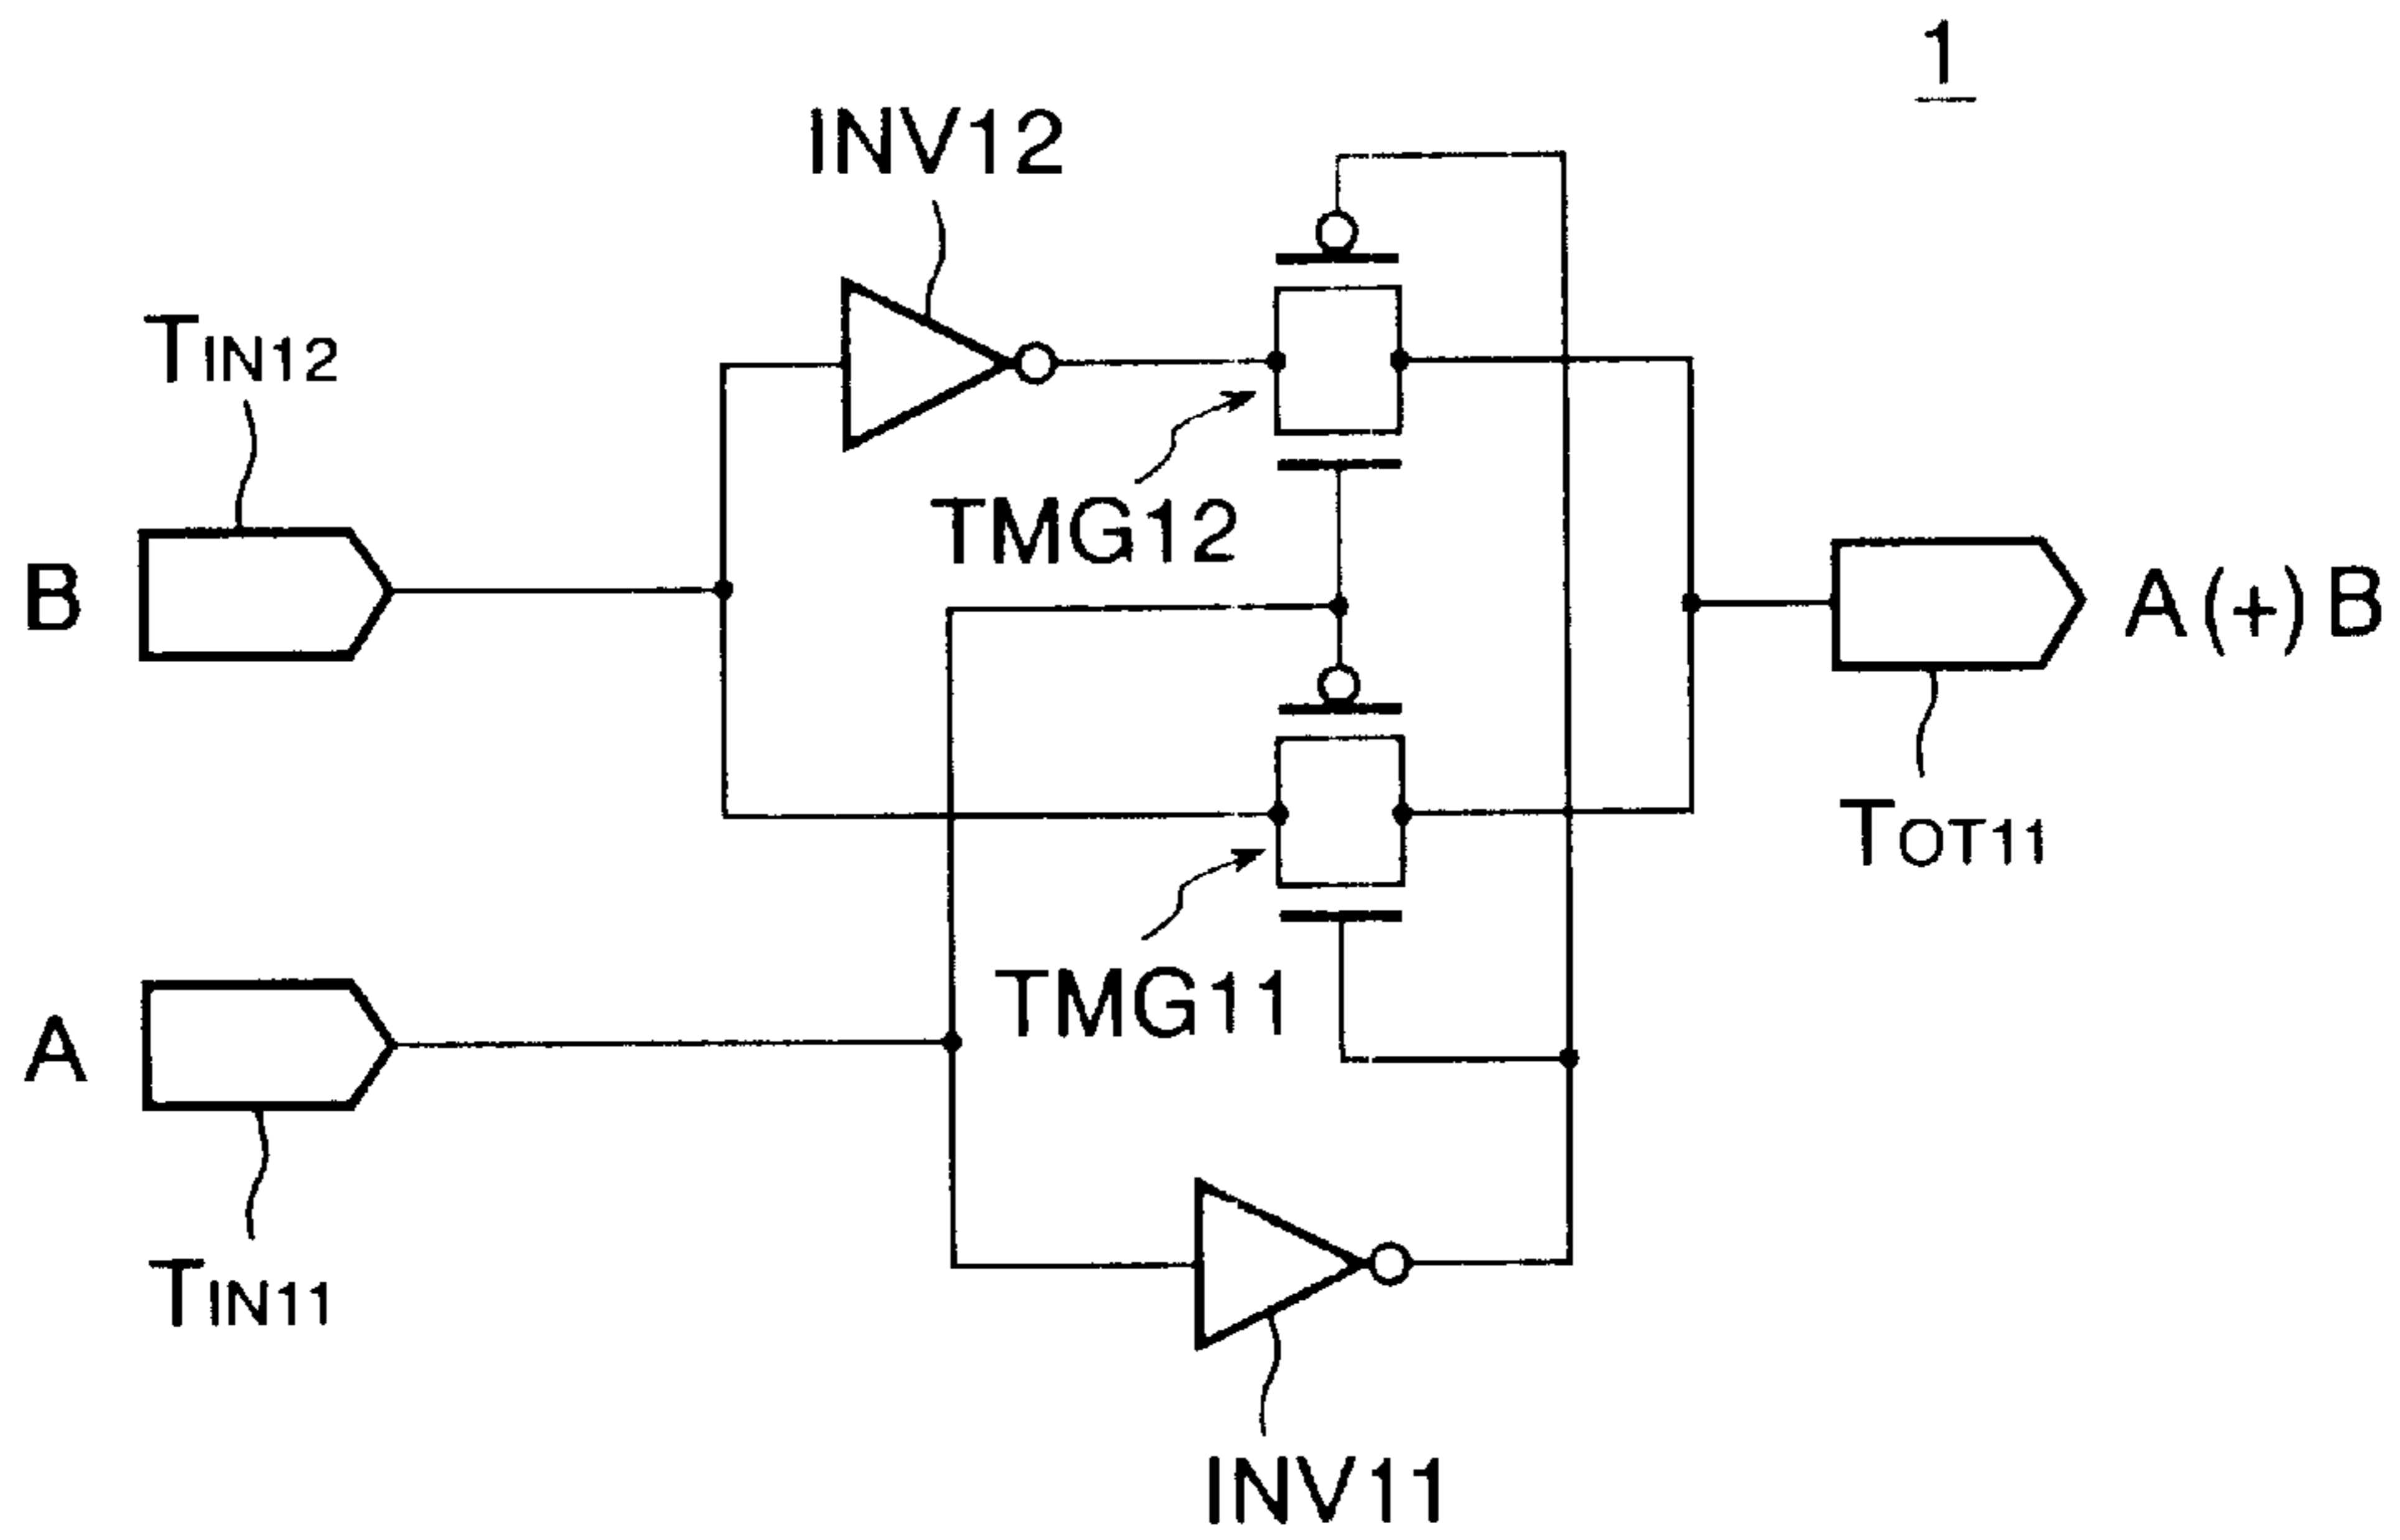 1
INV12
TIN12
TMG12
B
A(+)B
TOT11
TMG11
A
TIN11
INV11